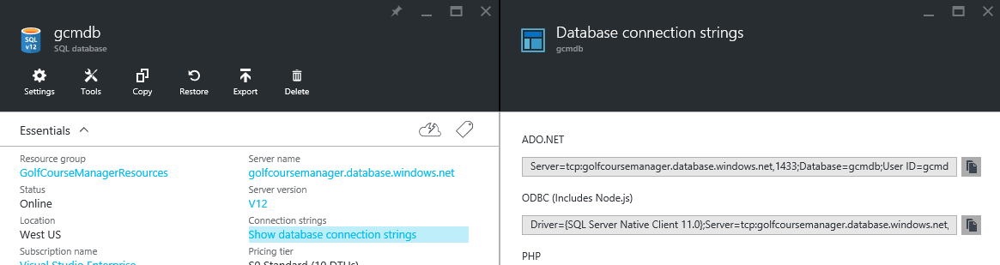 gcmdb
SQL database
SQL
v12
Settings
Tools
Copy
Restore
Export
Delete
Essentials
Resource group
GolfCourseManagerResources
Status
Online
Location
West US
Subscription name
Visual Studio Enterprise
Server name
golfcoursemanager.database.windows.net
Server version
V12
Connection strings
Show database connection strings
Pricing tier
S0 Standard (10 DTUs)
Database connection strings
gcmdb
ADO.NET
Server=tcp:golfcoursemanager.database.windows.net,1433;Database=gcmdb;User ID=gcmd
ODBC (Includes Node.js)
Driver={SQL Server Native Client 11.0};Server=tcp:golfcoursemanager.database.windows.net,
PHP